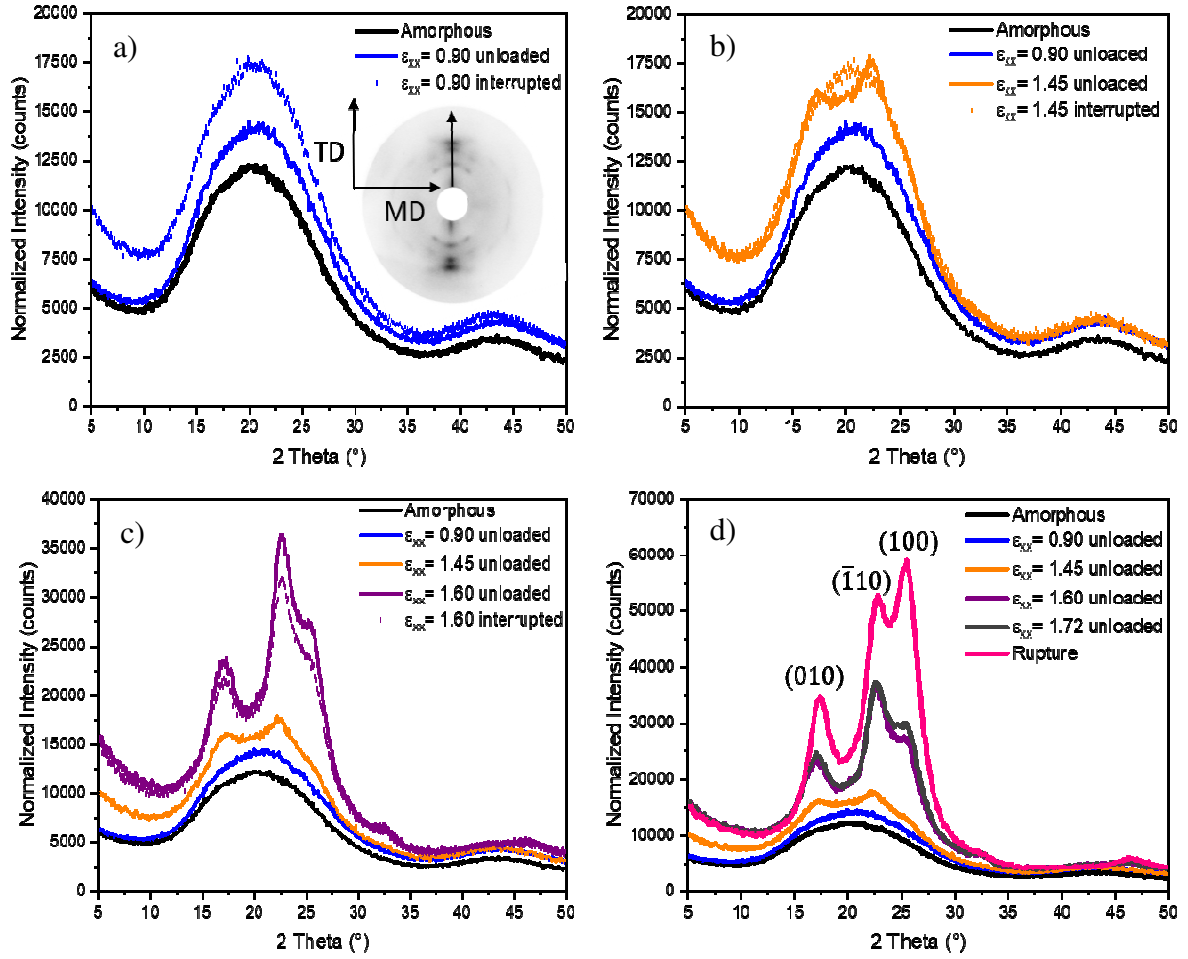 a)
Amorphous
εxx= 0.90 unloaded
εxx= 0.90 interrupted
TD
MD
20000
17500
15000
12500
10000
7500
5000
2500
0
5 10 15 20 25 30 35 40 45 50
Normalized Intensity (counts)
2 Theta (°)
b)
Amorphous
εxx= 0.90 unloaced
εxx= 1.45 unloaced
εxx= 1.45 interrupted
20000
17500
15000
12500
10000
7500
5000
2500
0
5 10 15 20 25 30 35 40 45 50
Normalized Intensity (counts)
2 Theta (°)
c)
Amorphous
εxx= 0.90 unloaded
εxx= 1.45 unloaded
εxx= 1.60 unloaded
εxx= 1.60 interrupted
40000
35000
30000
25000
20000
15000
10000
5000
0
5 10 15 20 25 30 35 40 45 50
Normalized Intensity (counts)
2 Theta (°)
d)
Amorphous
εxx= 0.90 unloaded
εxx= 1.45 unloaded
εxx= 1.60 unloaded
εxx= 1.72 unloaded
Rupture
(100)
(1̅10)
(010)
70000
60000
50000
40000
30000
20000
10000
0
5 10 15 20 25 30 35 40 45 50
Normalized Intensity (counts)
2 Theta (°)